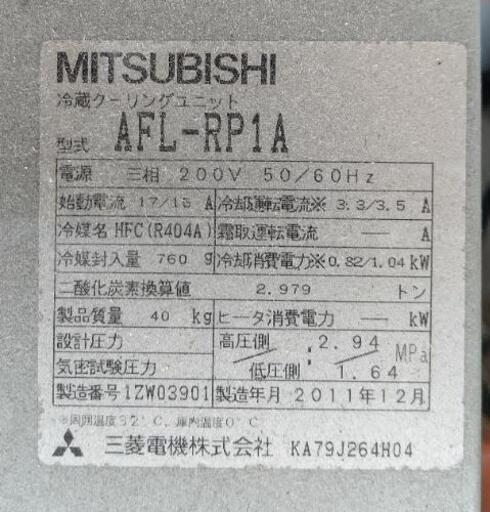 MITSUBISHI
冷蔵クーリングユニット
型式 AFL-RP1A
電源 三相 200V 50/60Hz
始動電流 17/15 A 冷却運転電流※ 3.3/3.5 A
冷媒名 HFC(R404A) 霜取運転電流 — A
冷媒封入量 760 g 冷却消費電力※ 0.82/1.04 kW
二酸化炭素換算値 2.979 トン
製品質量 40 kg ヒータ消費電力 — kW
設計圧力 高圧側 : 2.94 MPa
気密試験圧力 低圧側 : 1.64
製造番号 1ZW03901 製造年月 2011年12月
※周囲温度32℃、庫内温度0℃
三菱電機株式会社 KA79J264H04